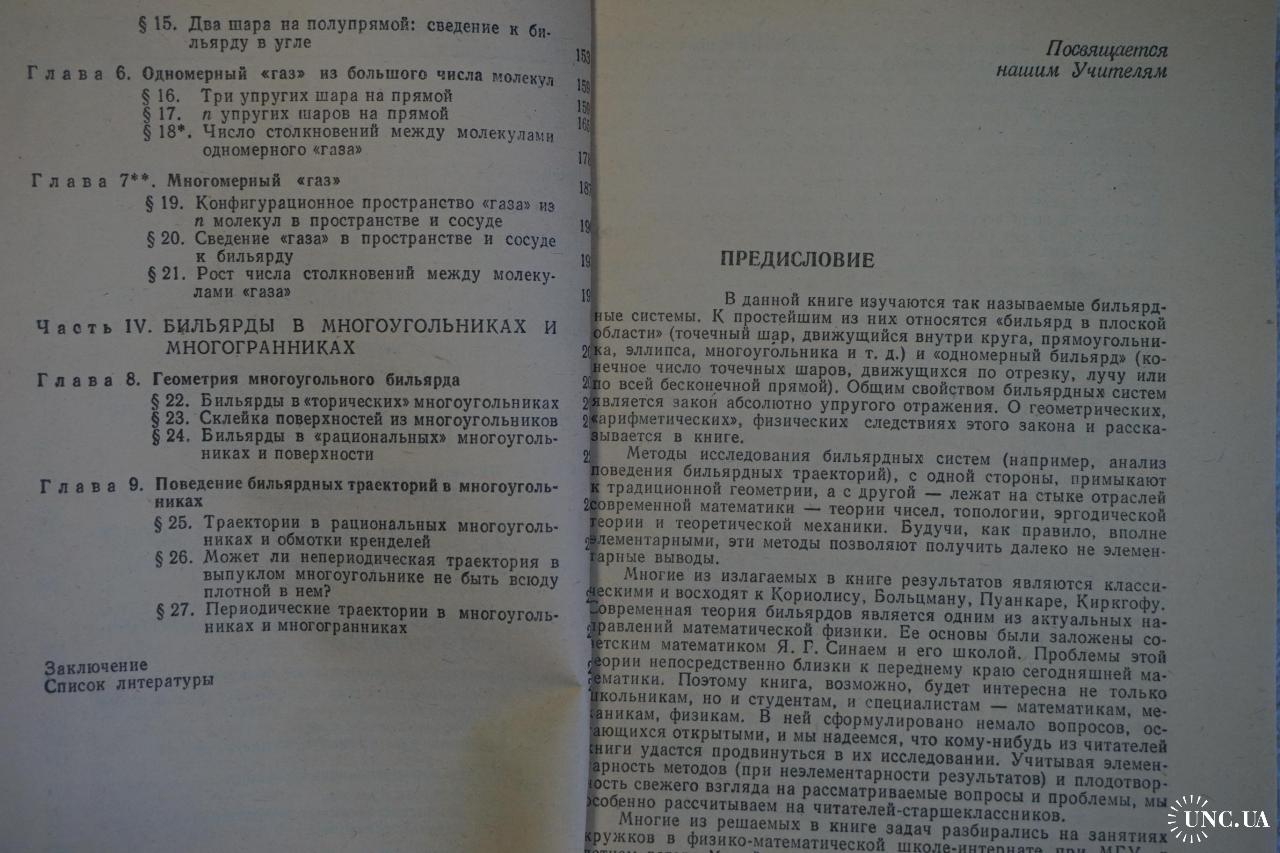 § 15. Два шара на полупрямой: сведение к би-
льярду в угле
153
Глава 6. Одномерный «газ» из большого числа молекул
159
§ 16. Три упругих шара на прямой
159
§ 17. n упругих шаров на прямой
165
§ 18*. Число столкновений между молекулами
одномерного «газа»
178
Глава 7**. Многомерный «газ»
187
§ 19. Конфигурационное пространство «газа» из
n молекул в пространстве и сосуде
§ 20. Сведение «газа» в пространстве и сосуде
к бильярду
§ 21. Рост числа столкновений между молеку-
лами «газа»
Часть IV. БИЛЬЯРДЫ В МНОГОУГОЛЬНИКАХ И
МНОГОГРАННИКАХ
Глава 8. Геометрия многоугольного бильярда
§ 22. Бильярды в «торических» многоугольниках
§ 23. Склейка поверхностей из многоугольников
§ 24. Бильярды в «рациональных» многоуголь-
никах и поверхности
Глава 9. Поведение бильярдных траекторий в многоуголь-
никах
§ 25. Траектории в рациональных многоуголь-
никах и обмотки кренделей
§ 26. Может ли непериодическая траектория в
выпуклом многоугольнике не быть всюду
плотной в нем?
§ 27. Периодические траектории в многоуголь-
никах и многогранниках
Заключение
Список литературы
Посвящается
нашим Учителям
ПРЕДИСЛОВИЕ
В данной книге изучаются так называемые бильярд-
ные системы. К простейшим из них относятся «бильярд в плоской
области» (точечный шар, движущийся внутри круга, прямоугольни-
ка, эллипса, многоугольника и т. д.) и «одномерный бильярд» (ко-
нечное число точечных шаров, движущихся по отрезку, лучу или
по всей бесконечной прямой). Общим свойством бильярдных систем
является закон абсолютно упругого отражения. О геометрических,
«арифметических», физических следствиях этого закона и расска-
зывается в книге.
Методы исследования бильярдных систем (например, анализ
поведения бильярдных траекторий), с одной стороны, примыкают
к традиционной геометрии, а с другой — лежат на стыке отраслей
современной математики — теории чисел, топологии, эргодической
теории и теоретической механики. Будучи, как правило, вполне
элементарными, эти методы позволяют получить далеко не элемен-
тарные выводы.
Многие из излагаемых в книге результатов являются класси-
ческими и восходят к Кориолису, Больцману, Пуанкаре, Киркгофу.
Современная теория бильярдов является одним из актуальных на-
правлений математической физики. Ее основы были заложены со-
ветским математиком Я. Г. Синаем и его школой. Проблемы этой
теории непосредственно близки к переднему краю сегодняшней ма-
тематики. Поэтому книга, возможно, будет интересна не только
школьникам, но и студентам, и специалистам — математикам, ме-
ханикам, физикам. В ней сформулировано немало вопросов, ос-
тающихся открытыми, и мы надеемся, что кому-нибудь из читателей
книги удастся продвинуться в их исследовании. Учитывая элемен-
тарность методов (при неэлементарности результатов) и плодотвор-
ность свежего взгляда на рассматриваемые вопросы и проблемы, мы
особенно рассчитываем на читателей-старшеклассников.
Многие из решаемых в книге задач разбирались на занятиях
кружков в физико-математической школе-интернате при МГУ
UNC.UA